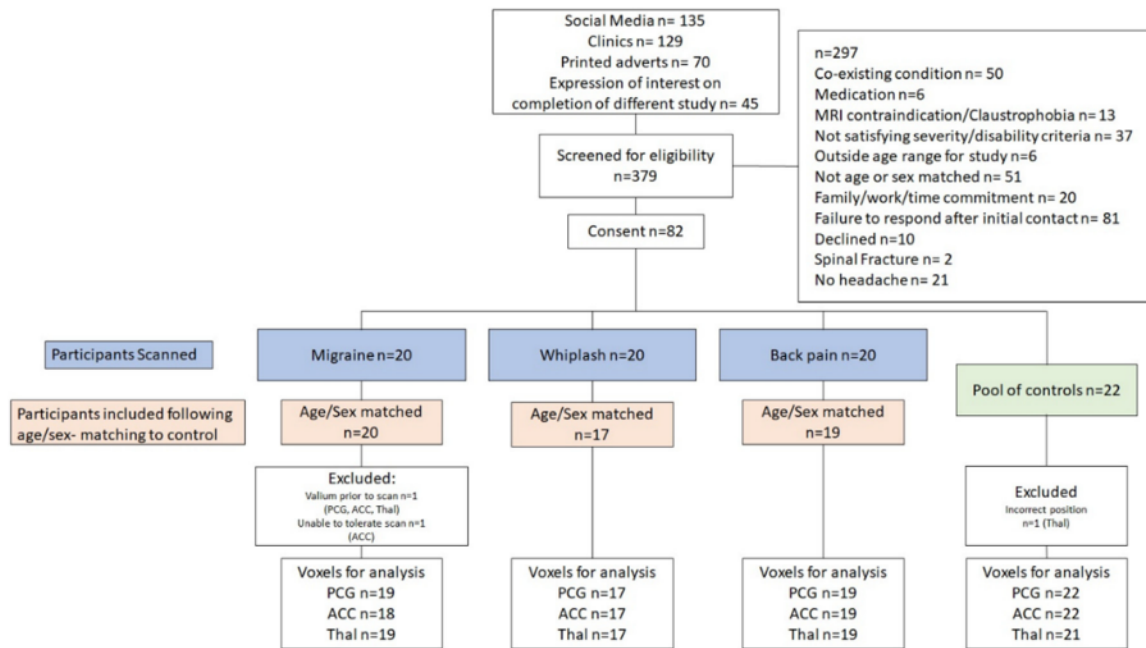 Social Media n= 135
Clinics n= 129
Printed adverts n= 70
Expression of interest on
completion of different study n= 45
n=297
Co-existing condition n= 50
Medication n=6
MRI contraindication/Claustrophobia n= 13
Not satisfying severity/disability criteria n= 37
Outside age range for study n=6
Not age or sex matched n= 51
Family/work/time commitment n= 20
Failure to respond after initial contact n= 81
Declined n=10
Spinal Fracture n= 2
No headache n= 21
Screened for eligibility
n=379
Consent n=82
Participants Scanned
Migraine n=20
Whiplash n=20
Back pain n=20
Pool of controls n=22
Participants included following
age/sex- matching to control
Age/Sex matched
n=20
Age/Sex matched
n=17
Age/Sex matched
n=19
Excluded:
Valium prior to scan n=1
(PCG, ACC, Thal)
Unable to tolerate scan n=1
(ACC)
Excluded
Incorrect position
n=1 (Thal)
Voxels for analysis
PCG n=19
ACC n=18
Thal n=19
Voxels for analysis
PCG n=17
ACC n=17
Thal n=17
Voxels for analysis
PCG n=19
ACC n=19
Thal n=19
Voxels for analysis
PCG n=22
ACC n=22
Thal n=21